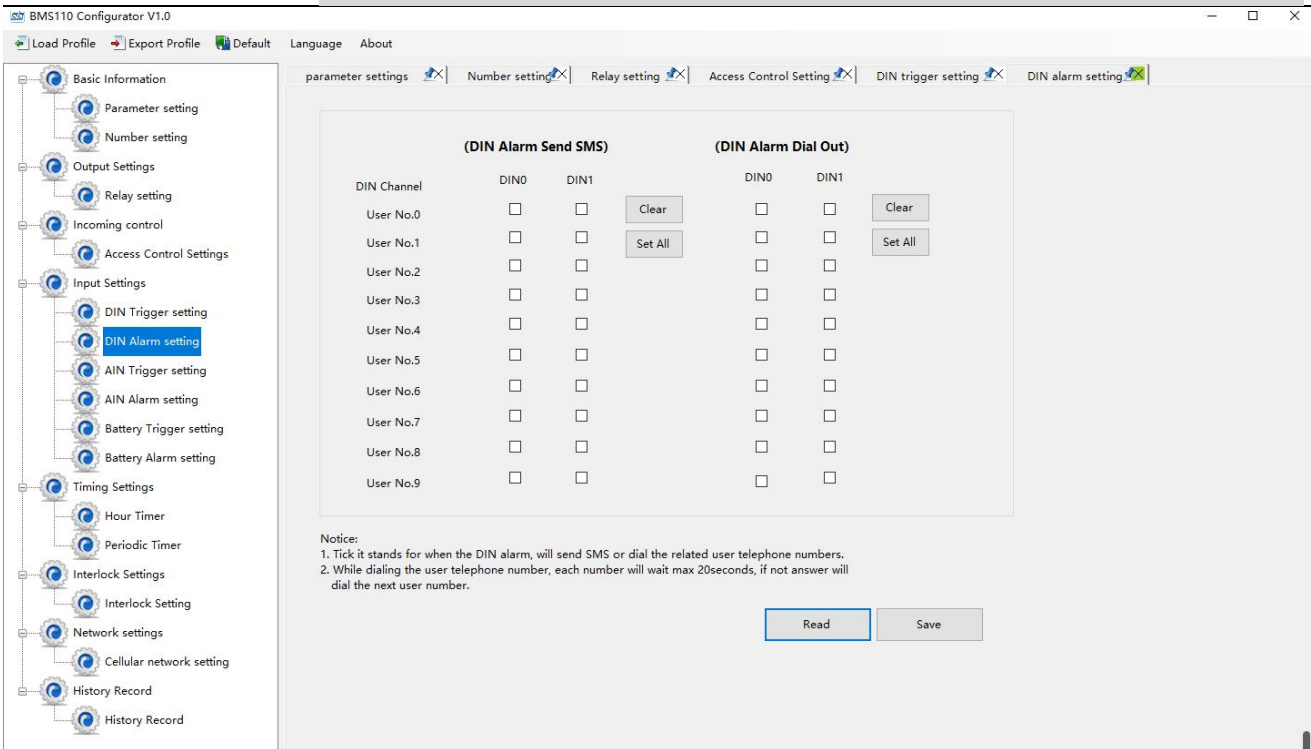 BMS110 Configurator V1.0
Load Profile Export Profile Default Language About
Basic Information
Parameter setting
Number setting
Output Settings
Relay setting
Incoming control
Access Control Settings
Input Settings
DIN Trigger setting
DIN Alarm setting
AIN Trigger setting
AIN Alarm setting
Battery Trigger setting
Battery Alarm setting
Timing Settings
Hour Timer
Periodic Timer
Interlock Settings
Interlock Setting
Network settings
Cellular network setting
History Record
History Record
parameter settings Number setting Relay setting Access Control Setting DIN trigger setting DIN alarm setting
(DIN Alarm Send SMS) (DIN Alarm Dial Out)
DIN Channel DIN0 DIN1 DIN0 DIN1
User No.0 Clear Clear
User No.1 Set All Set All
User No.2
User No.3
User No.4
User No.5
User No.6
User No.7
User No.8
User No.9
Notice:
1. Tick it stands for when the DIN alarm, will send SMS or dial the related user telephone numbers.
2. While dialing the user telephone number, each number will wait max 20seconds, if not answer will
dial the next user number.
Read Save